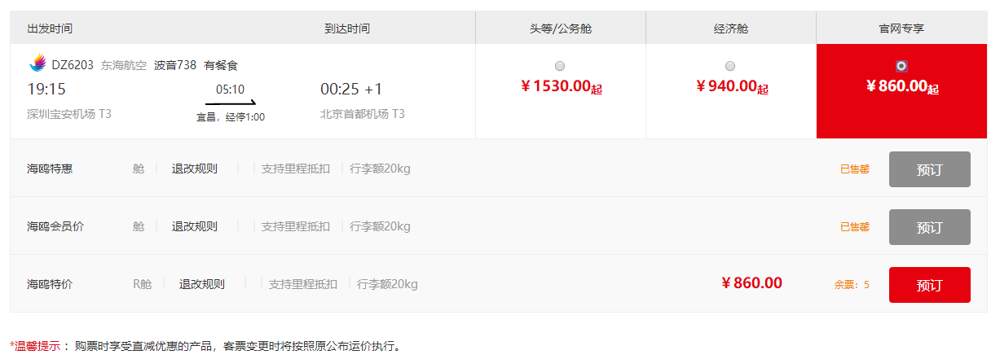 出发时间 到达时间 头等/公务舱 经济舱 官网专享
DZ6203 东海航空 波音738 有餐食
19:15 05:10 00:25 +1 ￥1530.00起 ￥940.00起 ￥860.00起
深圳宝安机场 T3 宜昌，经停1:00 北京首都机场 T3
海鸥特惠 舱 退改规则 支持里程抵扣 行李额20kg 已售罄 预订
海鸥会员价 舱 退改规则 支持里程抵扣 行李额20kg 已售罄 预订
海鸥特价 R舱 退改规则 支持里程抵扣 行李额20kg ￥860.00 余票：5 预订
*温馨提示 ：购票时享受直减优惠的产品，客票变更时将按照原公布运价执行。